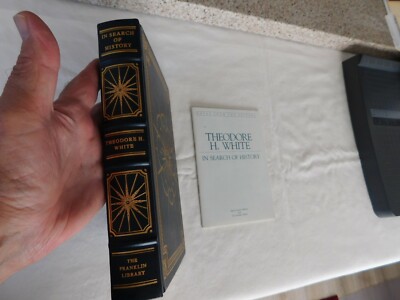 IN SEARCH
OF
HISTORY
THEODORE H.
WHITE
THE
FRANKLIN
LIBRARY
THEODORE
H. WHITE
IN SEARCH OF HISTORY